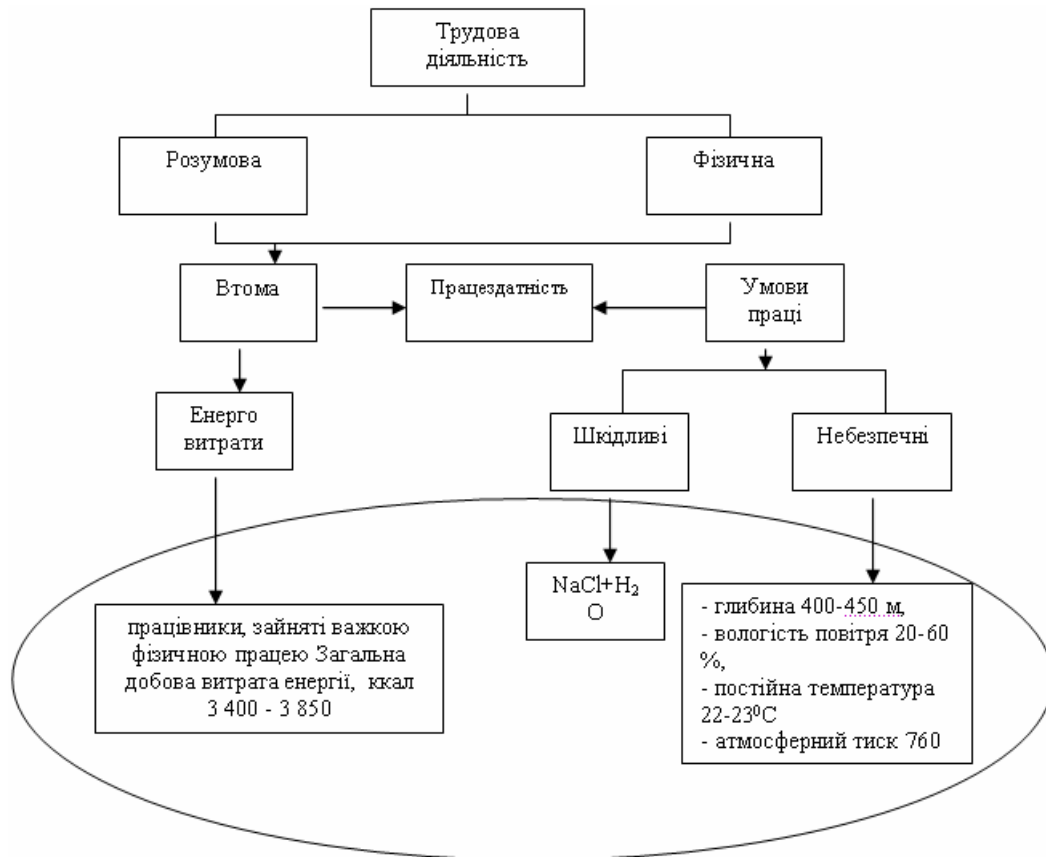 Трудова
діяльність
Розумова
Фізична
Втома
Працездатність
Умови
праці
Енерго
витрати
Шкідливі
Небезпечні
NaCl+H₂
O
працівники, зайняті важкою
фізичною працею Загальна
добова витрата енергії, ккал
3 400 - 3 850
- глибина 400-450 м,
- вологість повітря 20-60
%,
- постійна температура
22-23⁰С
- атмосферний тиск 760